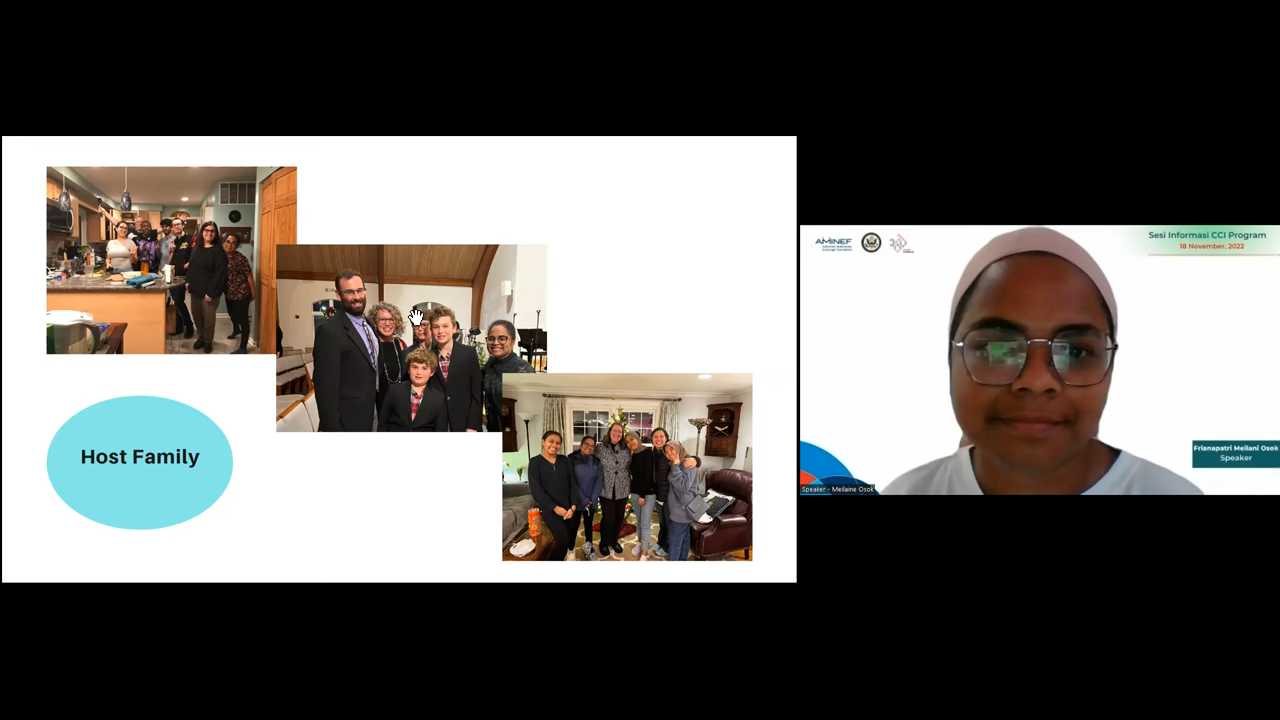 Host Family
AMINEF
Sesi Informasi CCI Program
18 November, 2022
Frianapatri Meilani Osok
Speaker
Speaker - Meilaine Osok